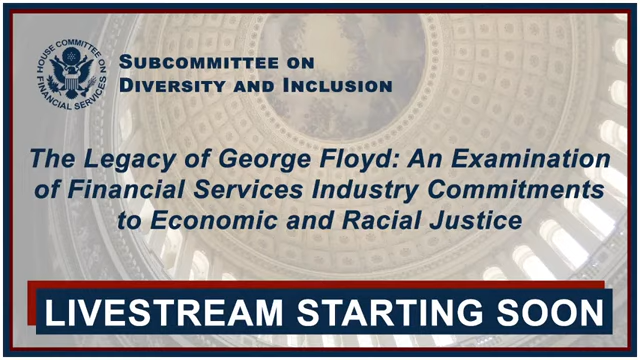 HOUSE COMMITTEE ON
FINANCIAL SERVICES
SUBCOMMITTEE ON
DIVERSITY AND INCLUSION
The Legacy of George Floyd: An Examination
of Financial Services Industry Commitments
to Economic and Racial Justice
LIVESTREAM STARTING SOON